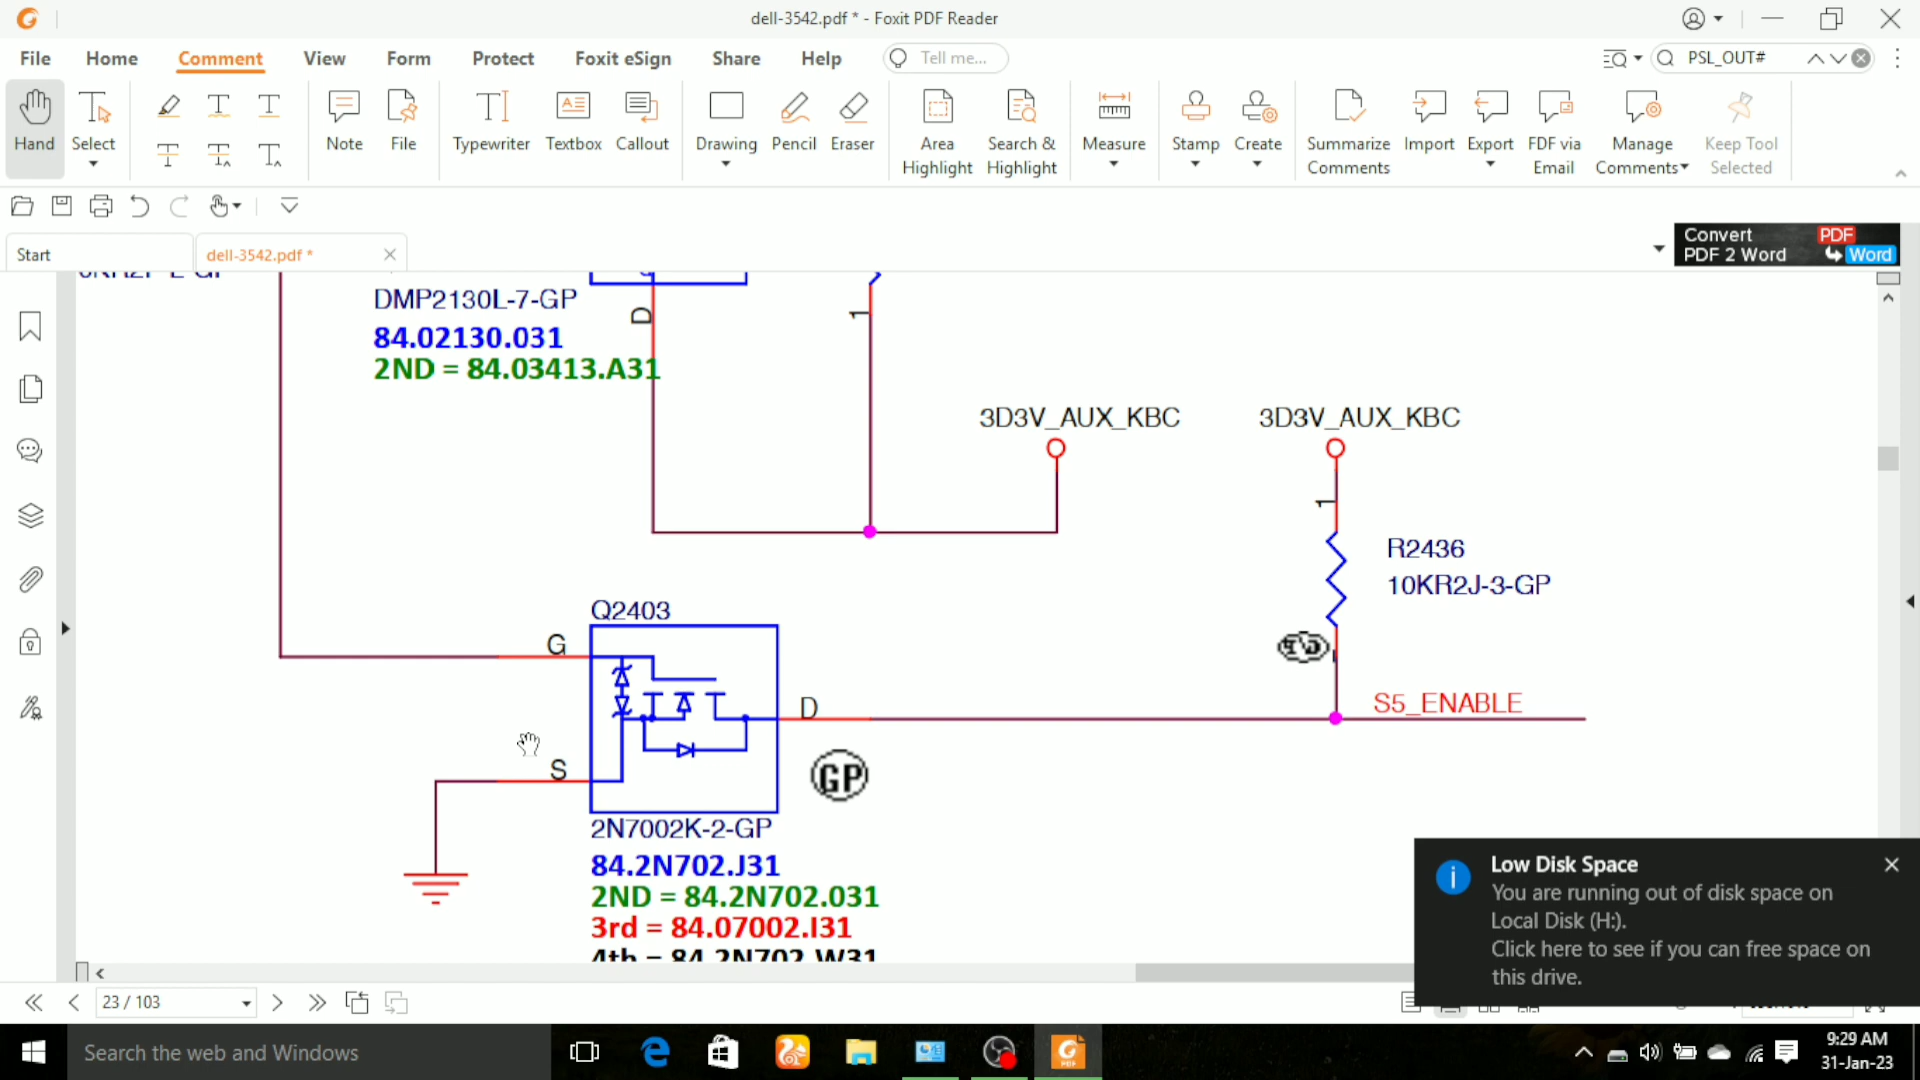 dell-3542.pdf * - Foxit PDF Reader
File Home Comment View Form Protect Foxit eSign Share Help Tell me... PSL_OUT#
Hand Select Note File Typewriter Textbox Callout Drawing Pencil Eraser Area Highlight Search & Highlight Measure Stamp Create Summarize Comments Import Export FDF via Email Manage Comments Keep Tool Selected
Start dell-3542.pdf *
Convert PDF
PDF 2 Word Word
DMP2130L-7-GP
84.02130.031
2ND = 84.03413.A31
D
1
3D3V_AUX_KBC 3D3V_AUX_KBC
1
R2436
10KR2J-3-GP
Q2403
G
S5_ENABLE
D
S
GP
2N7002K-2-GP
84.2N702.J31
2ND = 84.2N702.031
3rd = 84.07002.I31
4th = 84.2N702.W31
Low Disk Space
You are running out of disk space on
Local Disk (H:).
Click here to see if you can free space on
this drive.
23 / 103
Search the web and Windows
9:29 AM
31-Jan-23